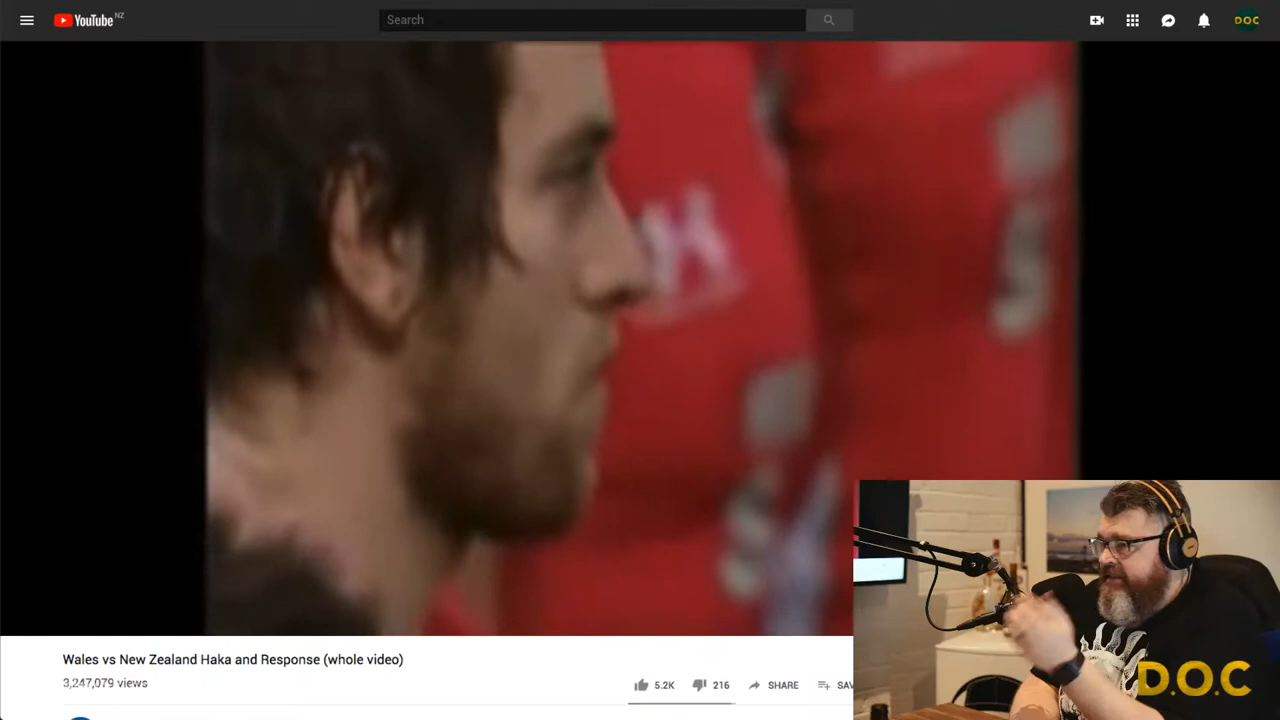 YouTube NZ
Search
DOC
Wales vs New Zealand Haka and Response (whole video)
3,247,079 views
5.2K
216
SHARE
SAV
D.O.C